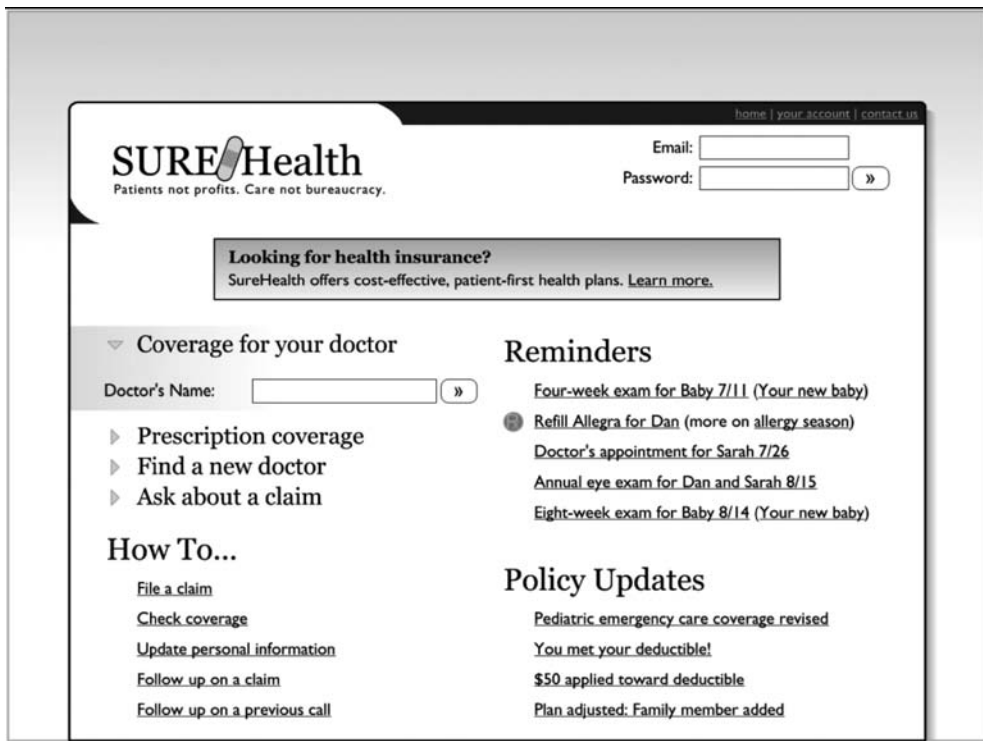 home | your account | contact us
SURE Health
Patients not profits. Care not bureaucracy.
Email:
Password:
»
Looking for health insurance?
SureHealth offers cost-effective, patient-first health plans. Learn more.
Coverage for your doctor
Doctor's Name:
»
Prescription coverage
Find a new doctor
Ask about a claim
How To...
File a claim
Check coverage
Update personal information
Follow up on a claim
Follow up on a previous call
Reminders
Four-week exam for Baby 7/11 (Your new baby)
Refill Allegra for Dan (more on allergy season)
Doctor's appointment for Sarah 7/26
Annual eye exam for Dan and Sarah 8/15
Eight-week exam for Baby 8/14 (Your new baby)
Policy Updates
Pediatric emergency care coverage revised
You met your deductible!
$50 applied toward deductible
Plan adjusted: Family member added